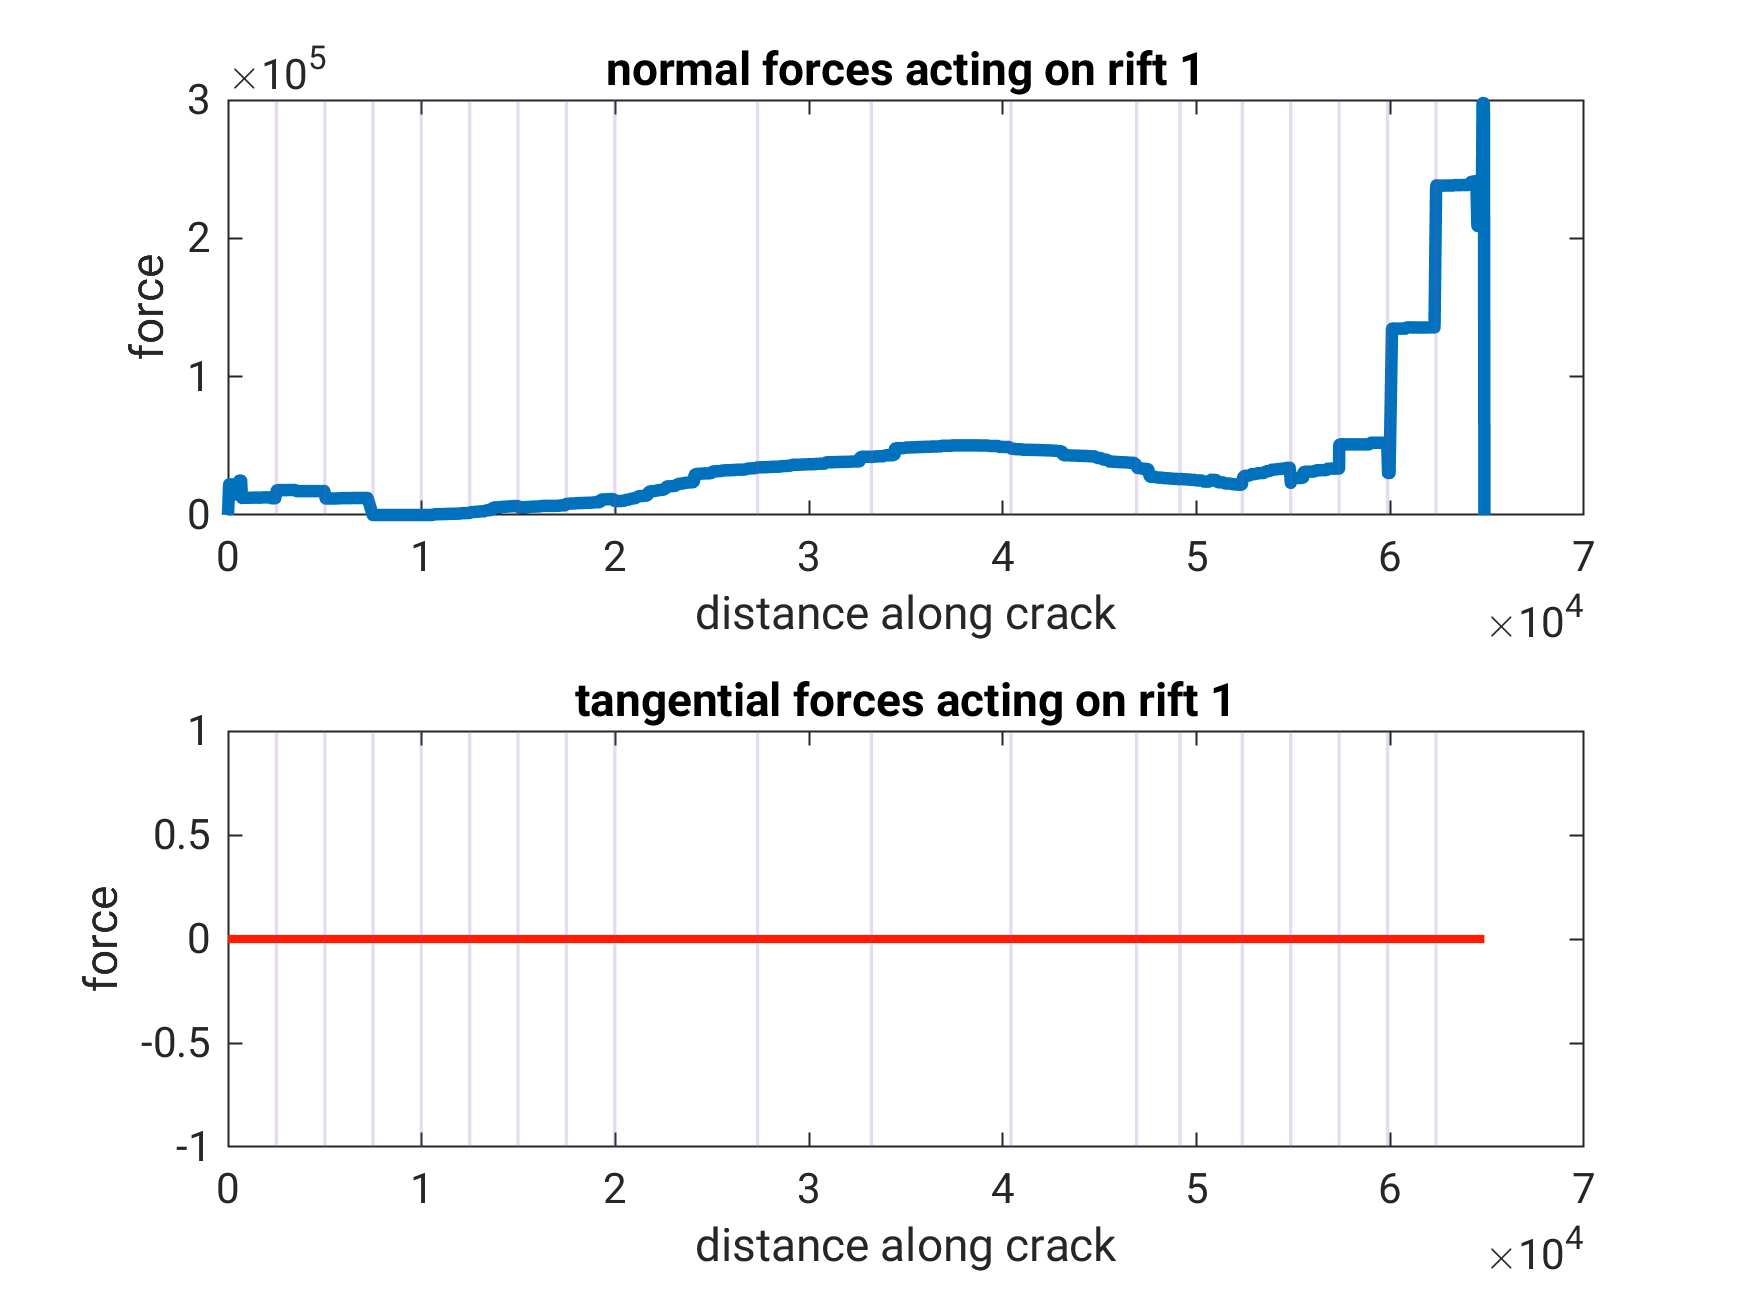 ×10^5
normal forces acting on rift 1
3
2
1
0
force
0 1 2 3 4 5 6 7
distance along crack
×10^4
tangential forces acting on rift 1
1
0.5
0
-0.5
-1
force
0 1 2 3 4 5 6 7
distance along crack
×10^4